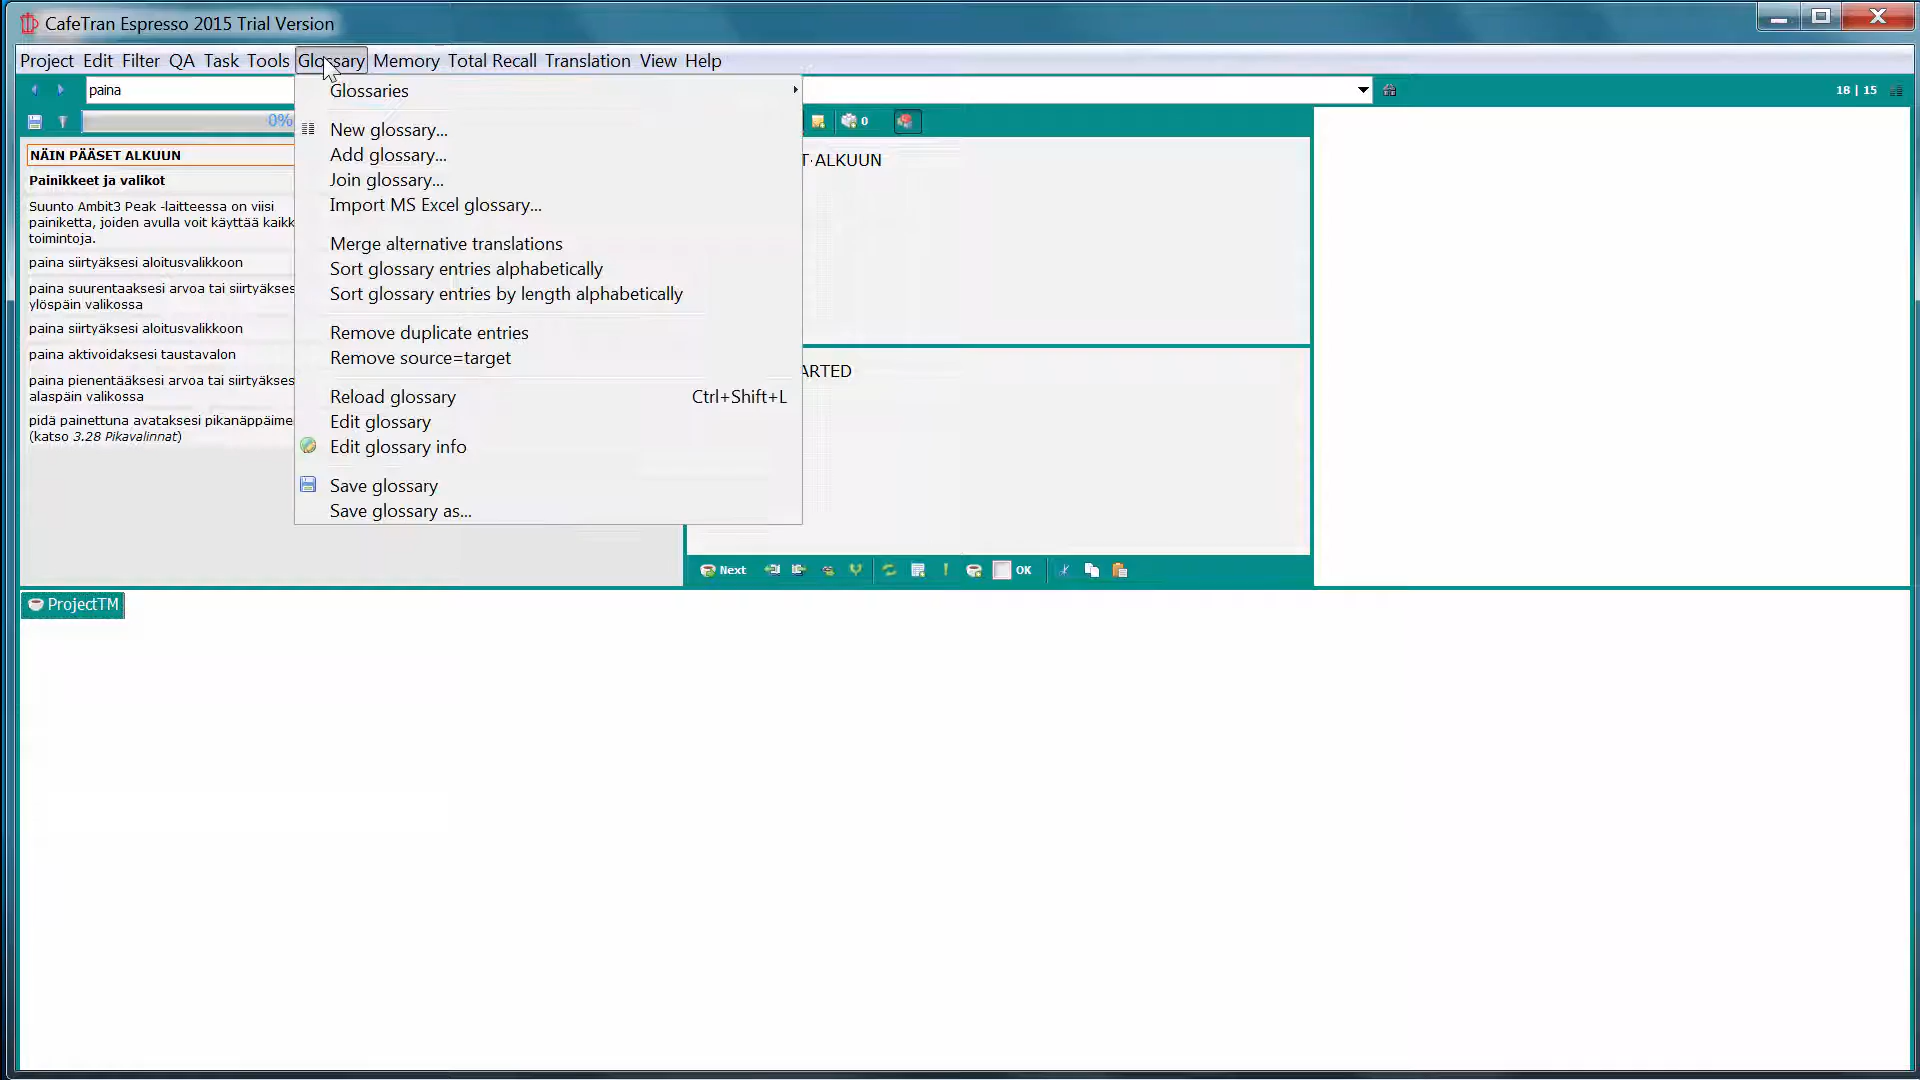 CafeTran Espresso 2015 Trial Version
Project Edit Filter QA Task Tools Glossary Memory Total Recall Translation View Help
paina
18 | 15
0%
0
NÄIN PÄÄSET ALKUUN
Painikkeet ja valikot
Suunto Ambit3 Peak -laitteessa on viisi
painiketta, joiden avulla voit käyttää kaikk
toimintoja.
paina siirtyäksesi aloitusvalikkoon
paina suurentaaksesi arvoa tai siirtyäkses
ylöspäin valikossa
paina siirtyäksesi aloitusvalikkoon
paina aktivoidaksesi taustavalon
paina pienentääksesi arvoa tai siirtyäkses
alaspäin valikossa
pidä painettuna avataksesi pikanäppäime
(katso 3.28 Pikavalinnat)
Glossaries
New glossary...
Add glossary...
Join glossary...
Import MS Excel glossary...
Merge alternative translations
Sort glossary entries alphabetically
Sort glossary entries by length alphabetically
Remove duplicate entries
Remove source=target
Reload glossary Ctrl+Shift+L
Edit glossary
Edit glossary info
Save glossary
Save glossary as...
T·ALKUUN
ARTED
Next OK
ProjectTM